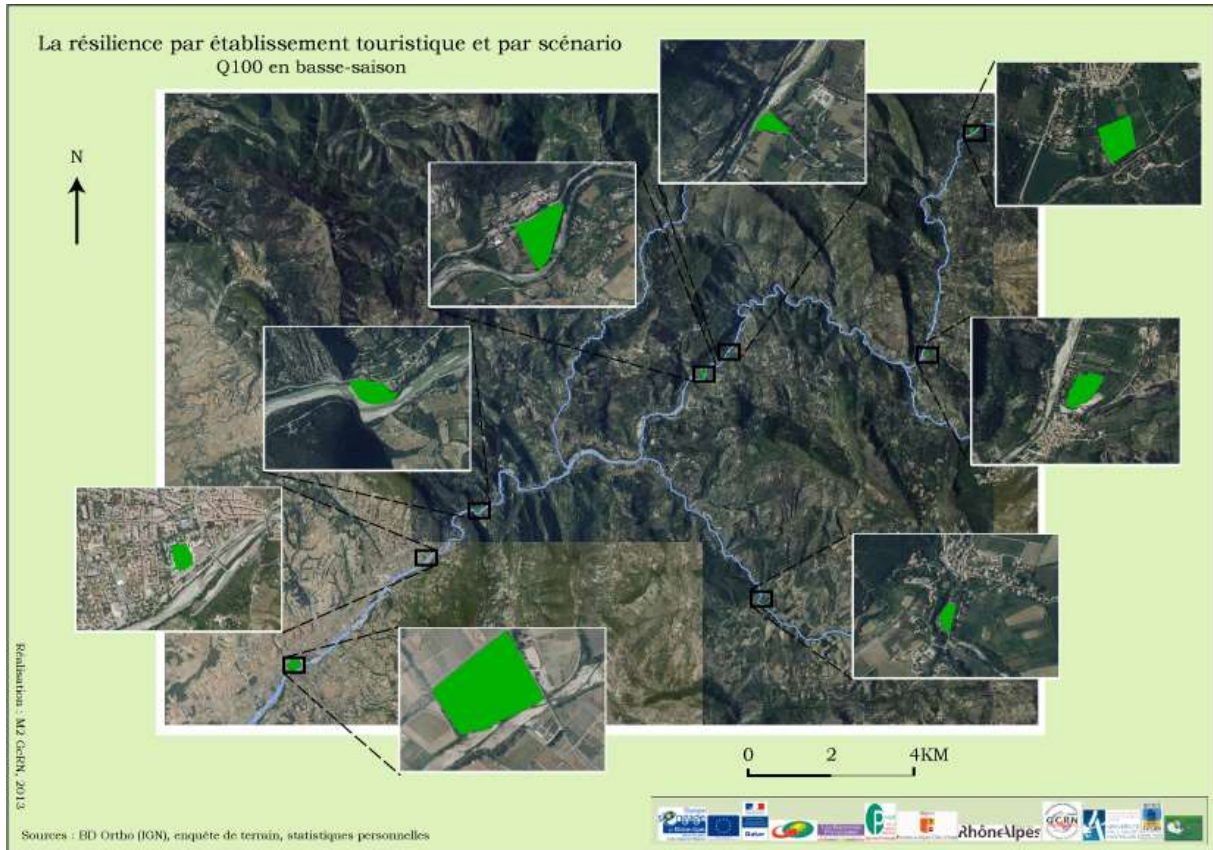 La résilience par établissement touristique et par scénario
Q100 en basse-saison
N
0 2 4KM
Réalisation : M2 GcRN, 2013
Sources : BD Ortho (IGN), enquête de terrain, statistiques personnelles
RhôneAlpes
GCRN